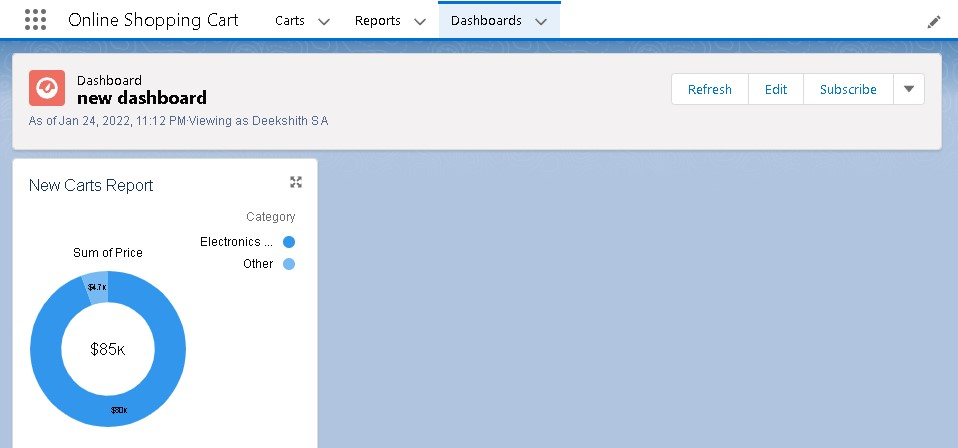 Online Shopping Cart Carts Reports Dashboards
Dashboard
new dashboard
Refresh Edit Subscribe
As of Jan 24, 2022, 11:12 PM·Viewing as Deekshith S A
New Carts Report
Category
Electronics ...
Other
Sum of Price
$4.7K
$85K
$80K